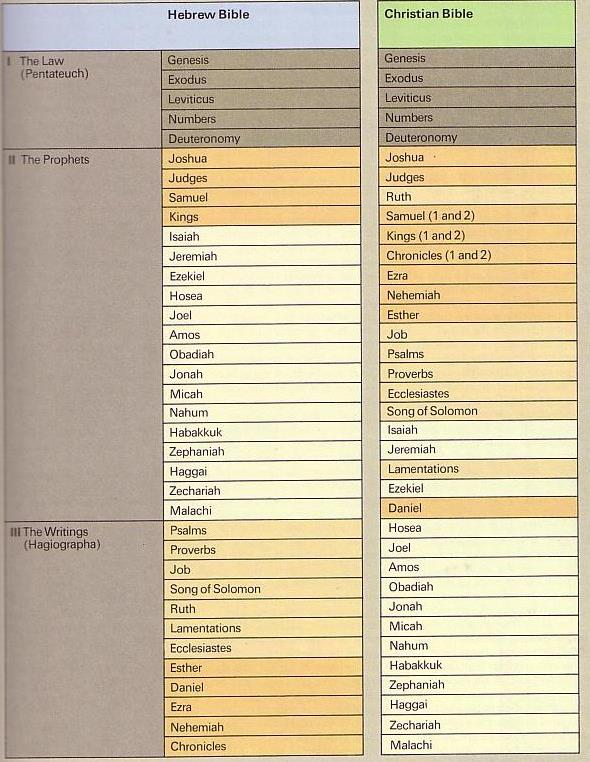 Hebrew Bible
I The Law
(Pentateuch)
Genesis
Exodus
Leviticus
Numbers
Deuteronomy
II The Prophets
Joshua
Judges
Samuel
Kings
Isaiah
Jeremiah
Ezekiel
Hosea
Joel
Amos
Obadiah
Jonah
Micah
Nahum
Habakkuk
Zephaniah
Haggai
Zechariah
Malachi
III The Writings
(Hagiographa)
Psalms
Proverbs
Job
Song of Solomon
Ruth
Lamentations
Ecclesiastes
Esther
Daniel
Ezra
Nehemiah
Chronicles
Christian Bible
Genesis
Exodus
Leviticus
Numbers
Deuteronomy
Joshua
Judges
Ruth
Samuel (1 and 2)
Kings (1 and 2)
Chronicles (1 and 2)
Ezra
Nehemiah
Esther
Job
Psalms
Proverbs
Ecclesiastes
Song of Solomon
Isaiah
Jeremiah
Lamentations
Ezekiel
Daniel
Hosea
Joel
Amos
Obadiah
Jonah
Micah
Nahum
Habakkuk
Zephaniah
Haggai
Zechariah
Malachi